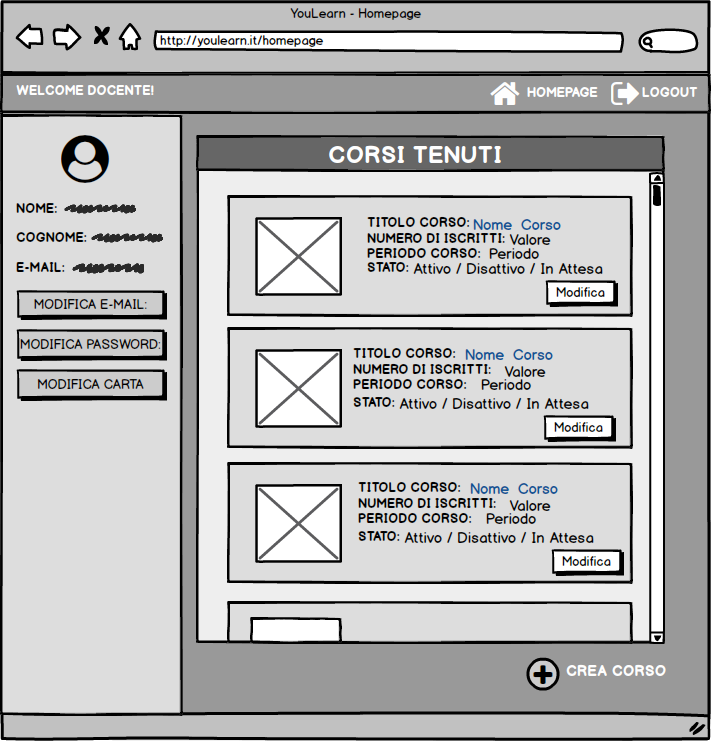 YouLearn - Homepage
http://youlearn.it/homepage
WELCOME DOCENTE!
HOMEPAGE
LOGOUT
NOME:
COGNOME:
E-MAIL:
MODIFICA E-MAIL:
MODIFICA PASSWORD:
MODIFICA CARTA
CORSI TENUTI
TITOLO CORSO: Nome Corso
NUMERO DI ISCRITTI: Valore
PERIODO CORSO: Periodo
STATO: Attivo / Disattivo / In Attesa
Modifica
TITOLO CORSO: Nome Corso
NUMERO DI ISCRITTI: Valore
PERIODO CORSO: Periodo
STATO: Attivo / Disattivo / In Attesa
Modifica
TITOLO CORSO: Nome Corso
NUMERO DI ISCRITTI: Valore
PERIODO CORSO: Periodo
STATO: Attivo / Disattivo / In Attesa
Modifica
CREA CORSO